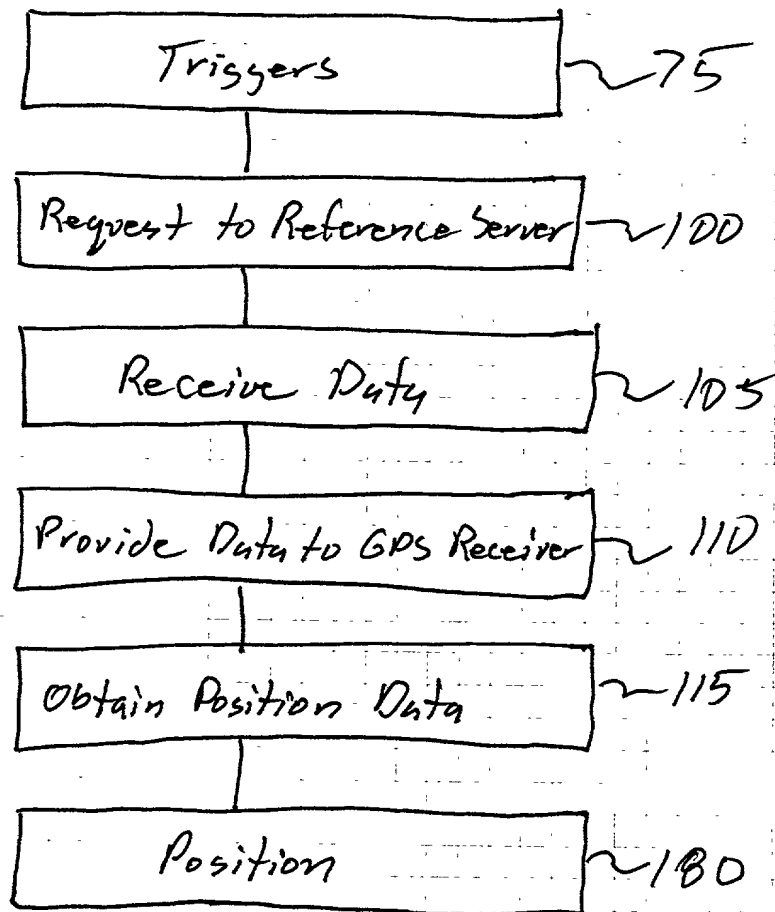 Triggers 75
Request to Reference Server 100
Receive Data 105
Provide Data to GPS Receiver 110
Obtain Position Data 115
Position 180